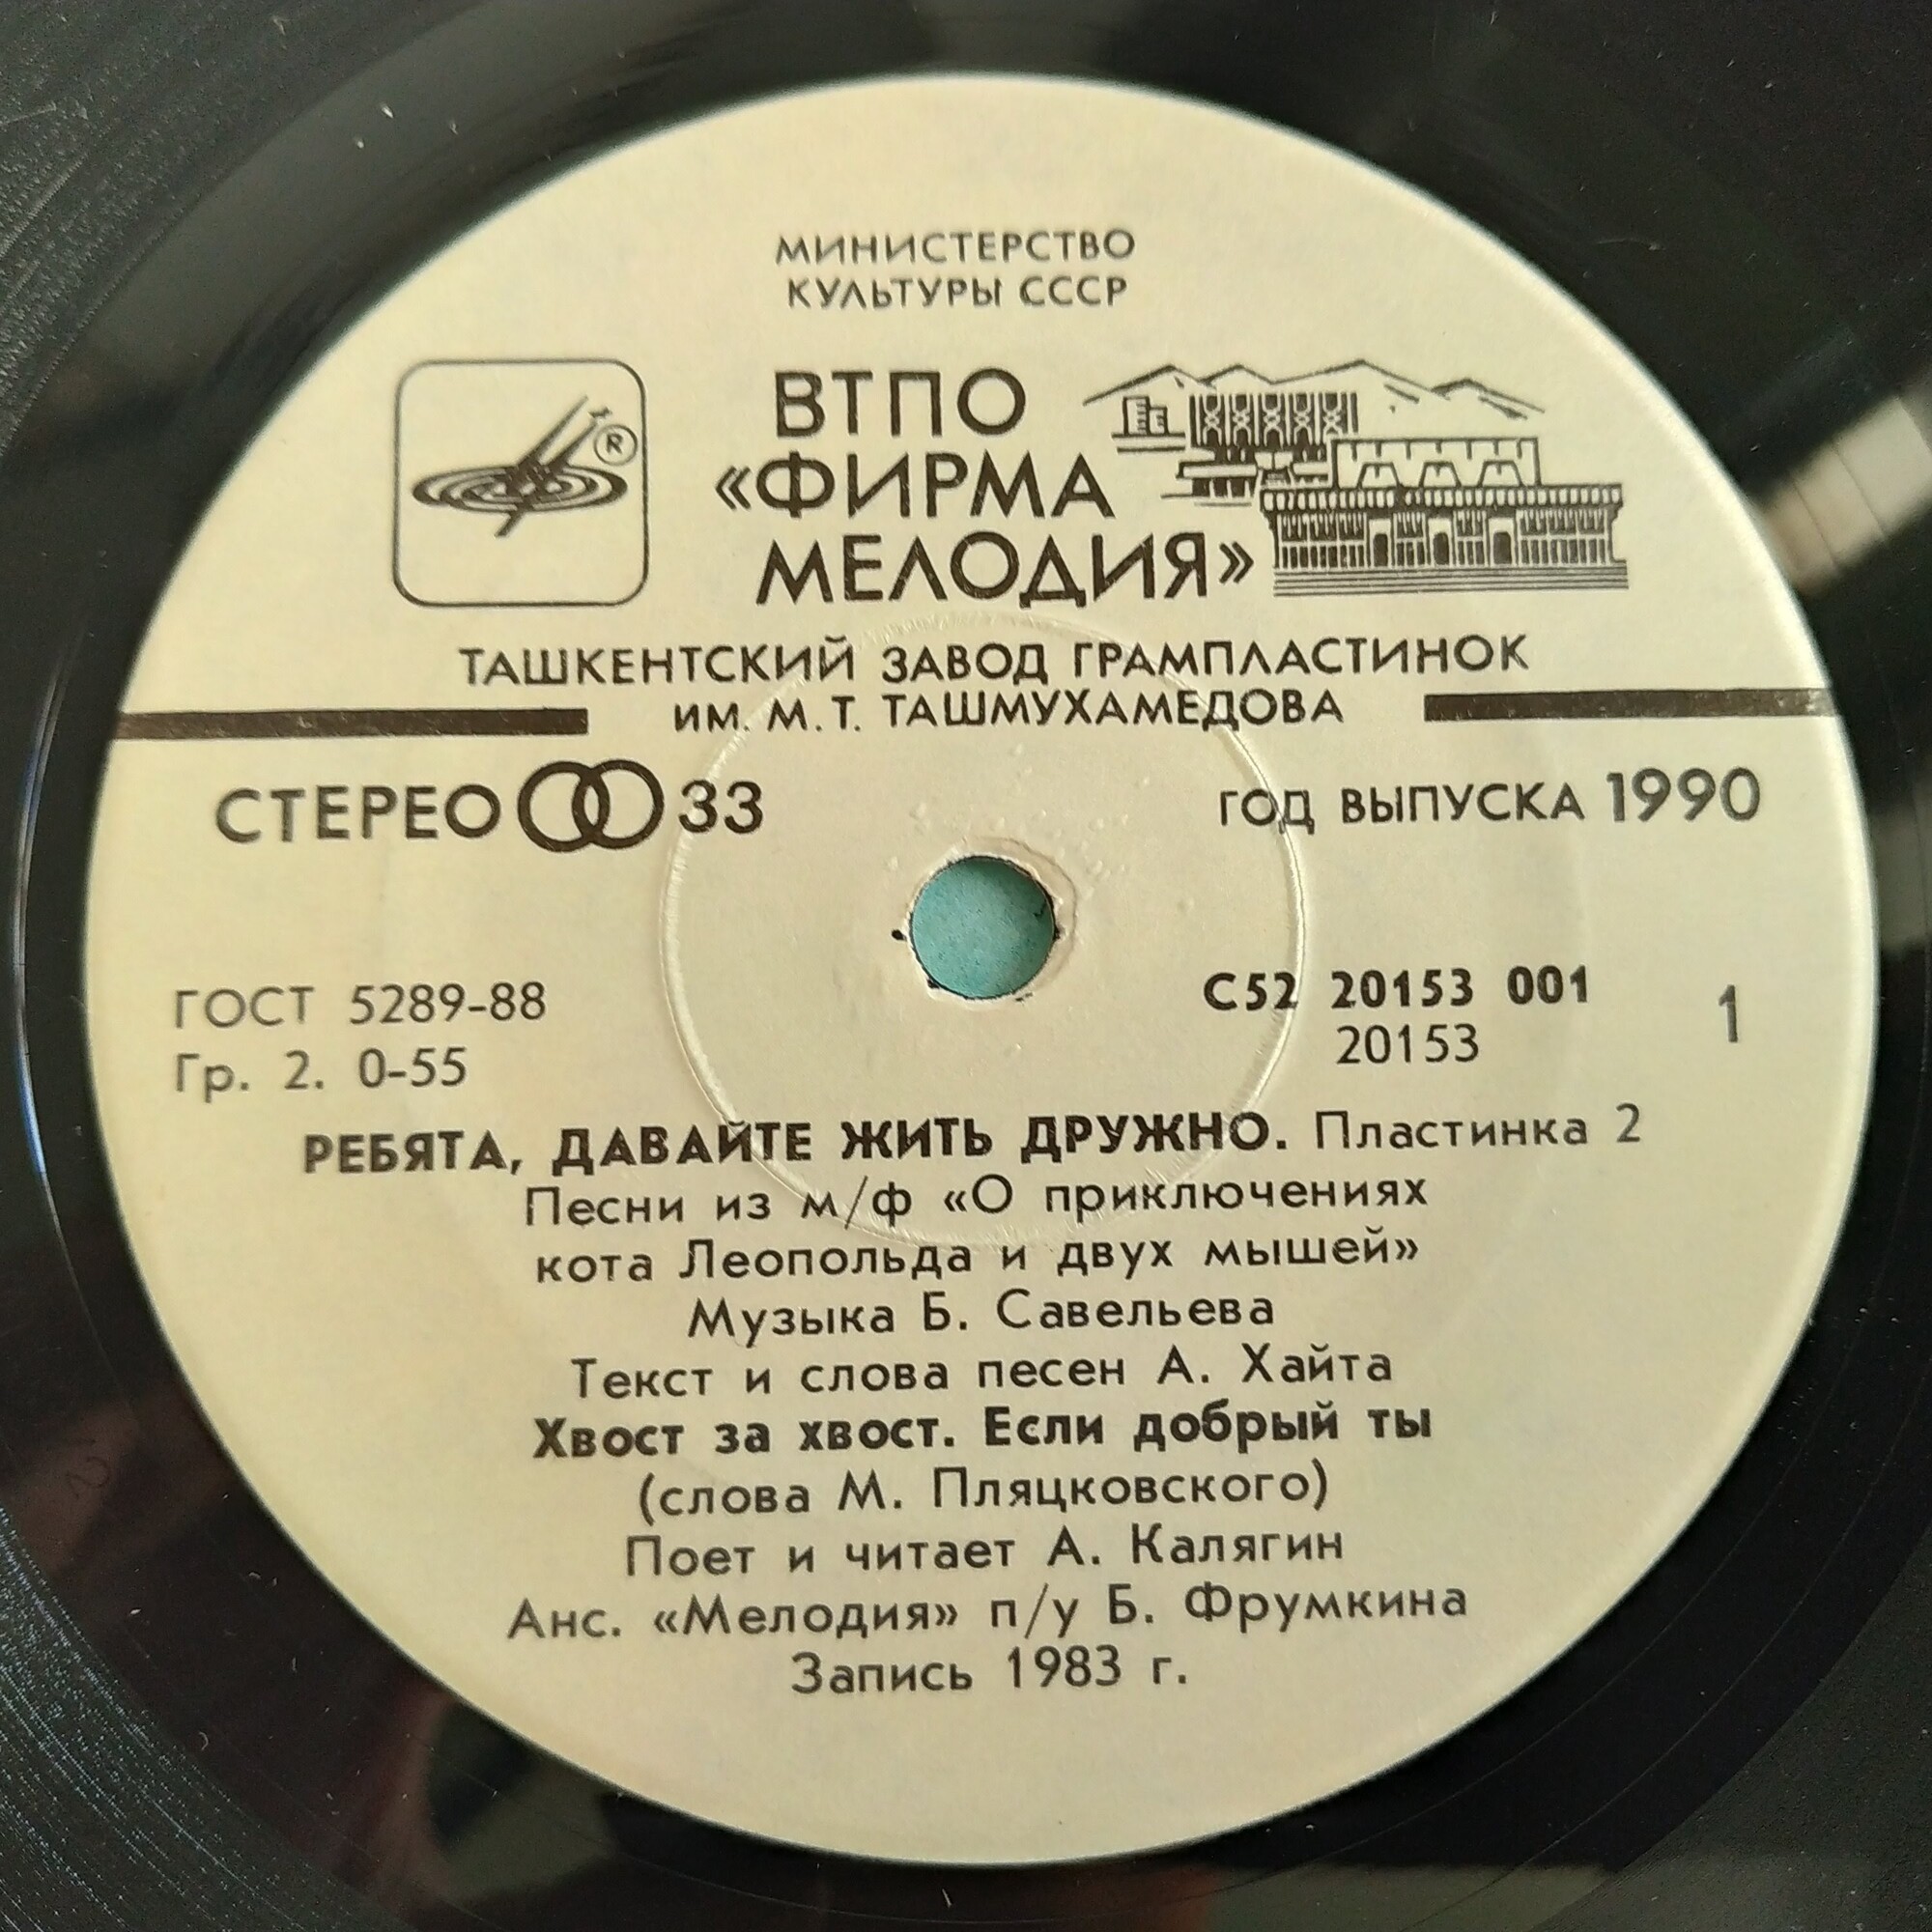 МИНИСТЕРСТВО
КУЛЬТУРЫ СССР
ВТПО
«ФИРМА
МЕЛОДИЯ»
®
ТАШКЕНТСКИЙ ЗАВОД ГРАМПЛАСТИНОК
ИМ. М. Т. ТАШМУХАМЕДОВА
СТЕРЕО 33
ГОД ВЫПУСКА 1990
ГОСТ 5289-88
Гр. 2. 0-55
С52 20153 001
20153
1
РЕБЯТА, ДАВАЙТЕ ЖИТЬ ДРУЖНО. Пластинка 2
Песни из м/ф «О приключениях
кота Леопольда и двух мышей»
Музыка Б. Савельева
Текст и слова песен А. Хайта
Хвост за хвост. Если добрый ты
(слова М. Пляцковского)
Поет и читает А. Калягин
Анс. «Мелодия» п/у Б. Фрумкина
Запись 1983 г.